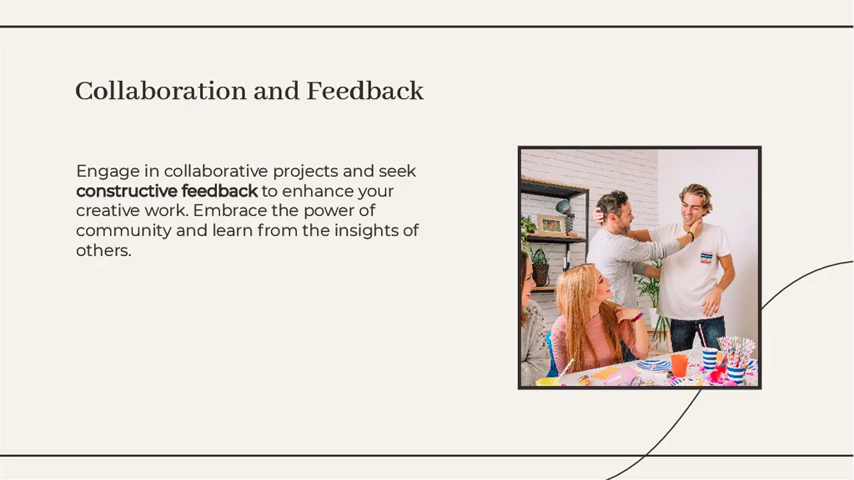 Collaboration and Feedback
Engage in collaborative projects and seek
constructive feedback to enhance your
creative work. Embrace the power of
community and learn from the insights of
others.